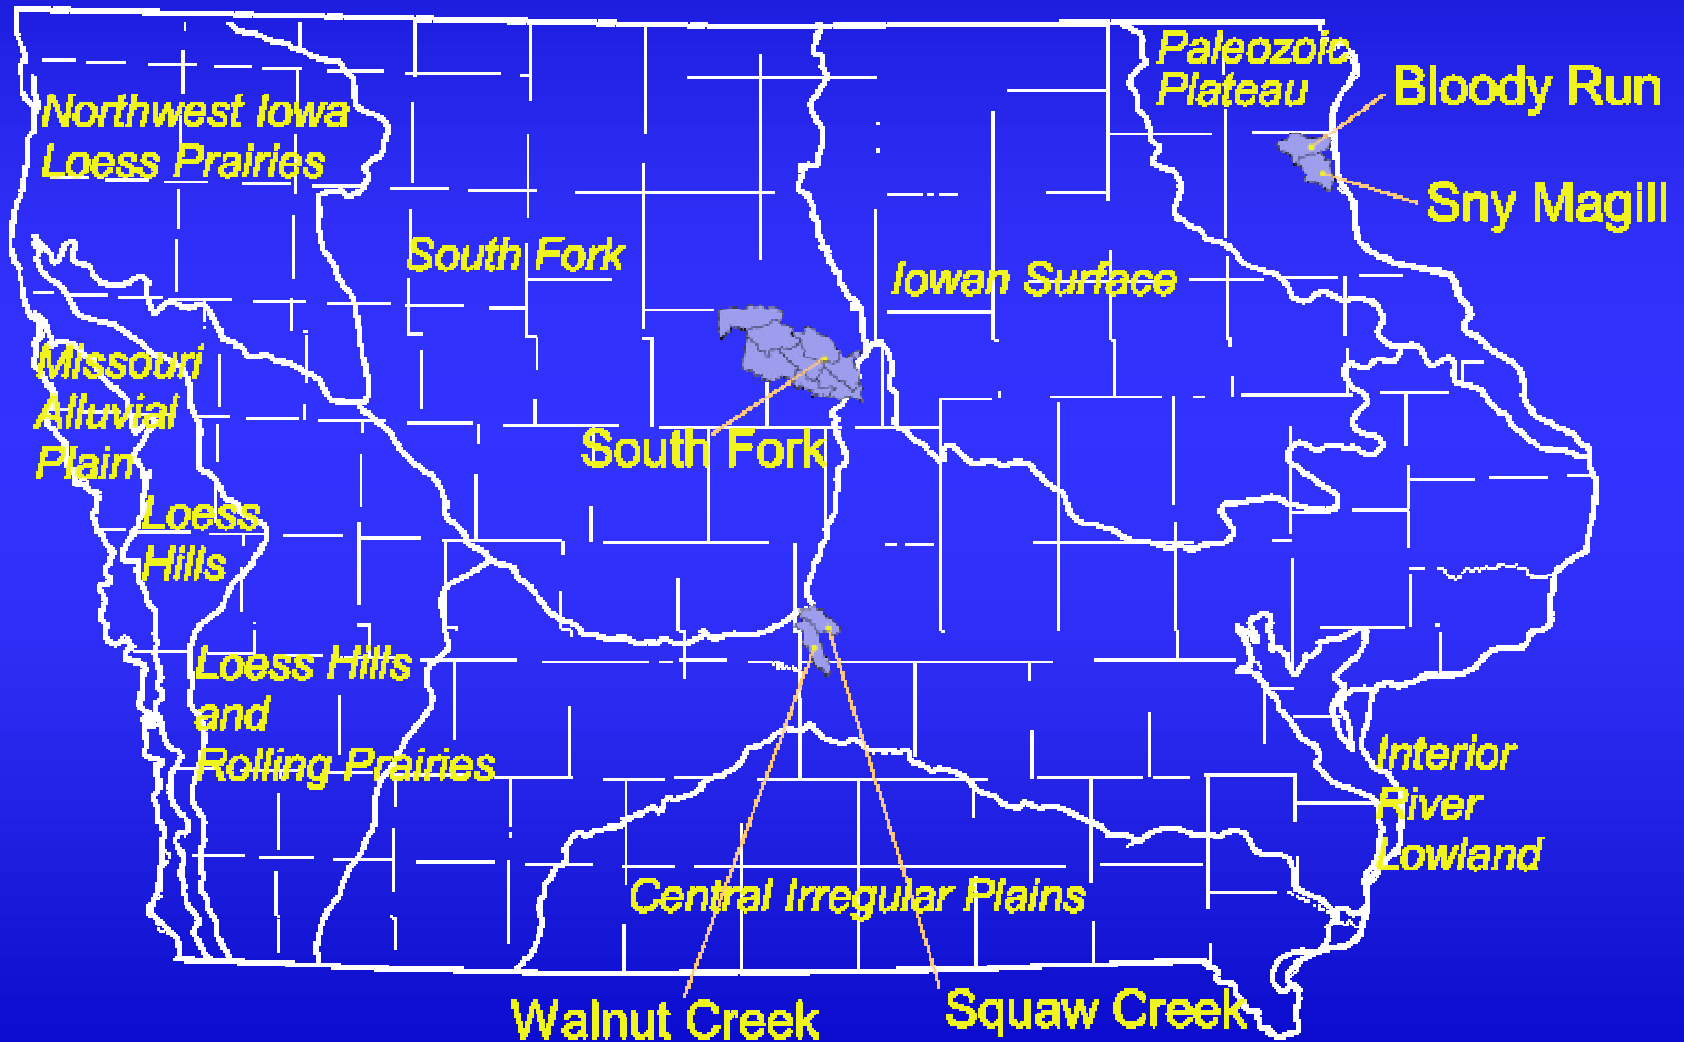 Paleozoic
Plateau
Bloody Run
Northwest Iowa
Loess Prairies
Sny Magill
South Fork
Iowan Surface
Missouri
Alluvial
Plain
South Fork
Loess
Hills
Loess Hills
and
Rolling Prairies
Interior
River
Lowland
Central Irregular Plains
Walnut Creek
Squaw Creek